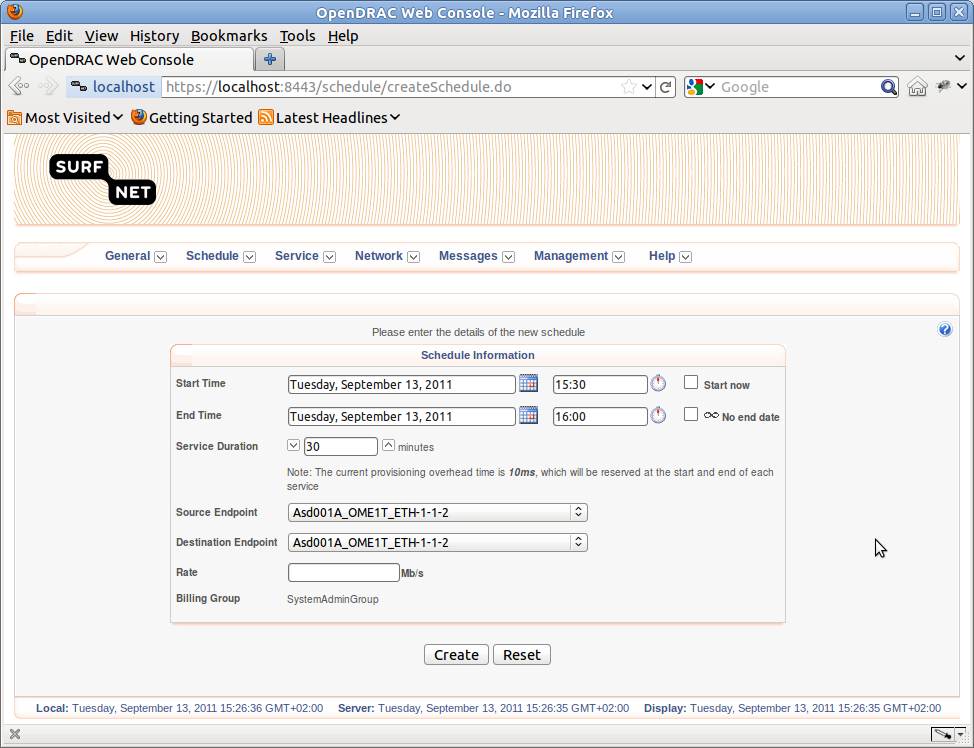 OpenDRAC Web Console - Mozilla Firefox
File Edit View History Bookmarks Tools Help
OpenDRAC Web Console
localhost https://localhost:8443/schedule/createSchedule.do Google
Most Visited Getting Started Latest Headlines
SURF
NET
General Schedule Service Network Messages Management Help
Please enter the details of the new schedule
Schedule Information
Start Time Tuesday, September 13, 2011 15:30 Start now
End Time Tuesday, September 13, 2011 16:00 No end date
Service Duration 30 minutes
Note: The current provisioning overhead time is 10ms, which will be reserved at the start and end of each
service
Source Endpoint Asd001A_OME1T_ETH-1-1-2
Destination Endpoint Asd001A_OME1T_ETH-1-1-2
Rate Mb/s
Billing Group SystemAdminGroup
Create Reset
Local: Tuesday, September 13, 2011 15:26:36 GMT+02:00 Server: Tuesday, September 13, 2011 15:26:35 GMT+02:00 Display: Tuesday, September 13, 2011 15:26:35 GMT+02:00